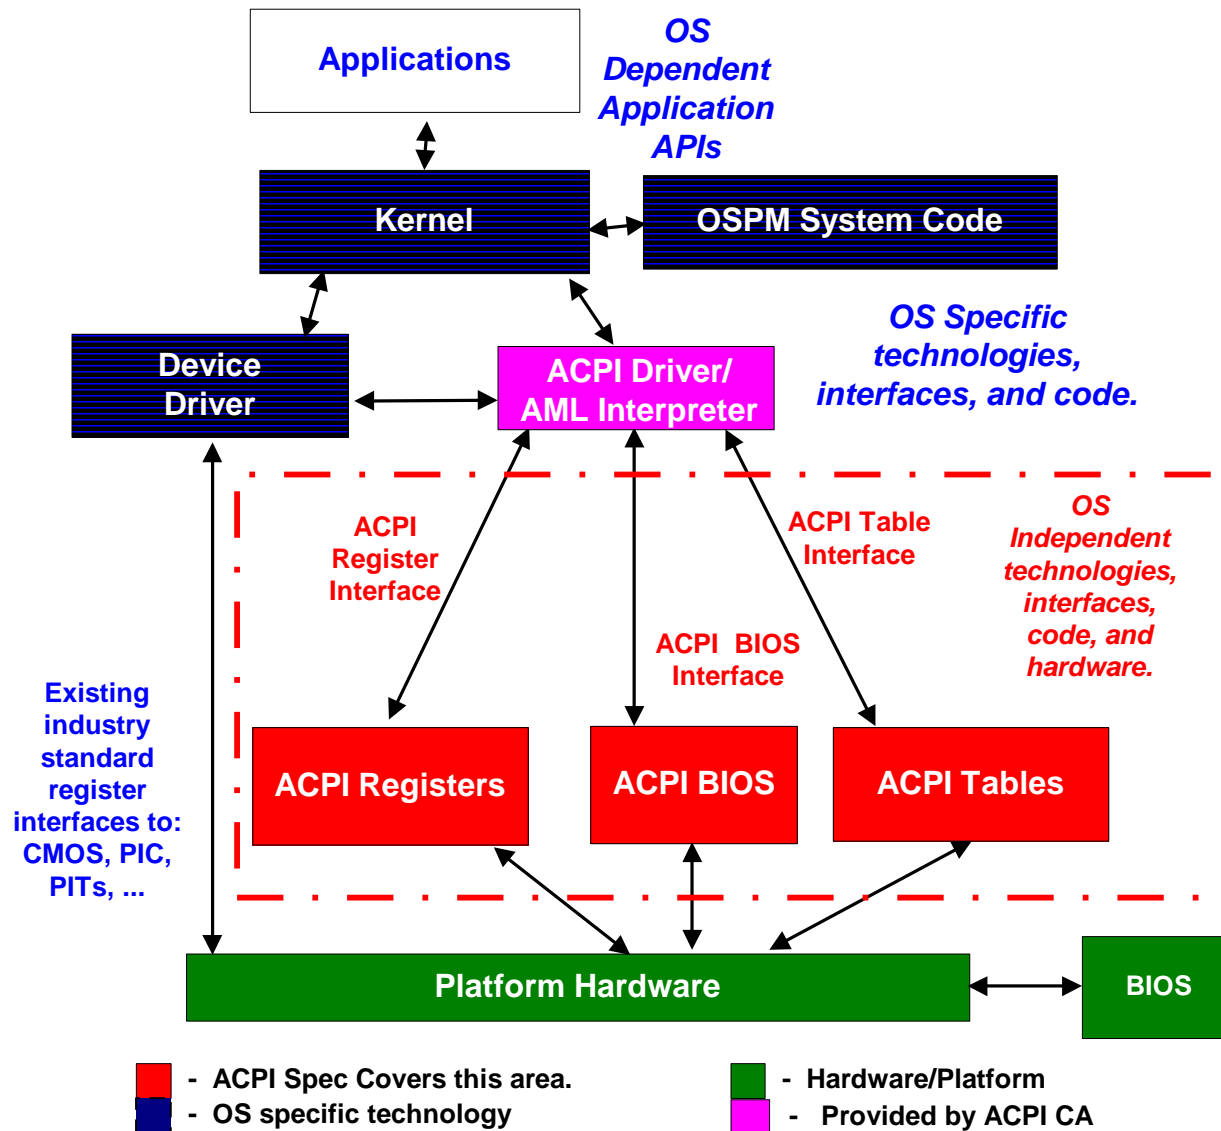 Applications
OS
Dependent
Application
APIs
Kernel
OSPM System Code
OS Specific
technologies,
interfaces, and code.
Device
Driver
ACPI Driver/
AML Interpreter
ACPI
Register
Interface
ACPI Table
Interface
OS
Independent
technologies,
interfaces,
code, and
hardware.
ACPI BIOS
Interface
Existing
industry
standard
register
interfaces to:
CMOS, PIC,
PITs, ...
ACPI Registers
ACPI BIOS
ACPI Tables
Platform Hardware
BIOS
- ACPI Spec Covers this area.
- OS specific technology
- Hardware/Platform
- Provided by ACPI CA